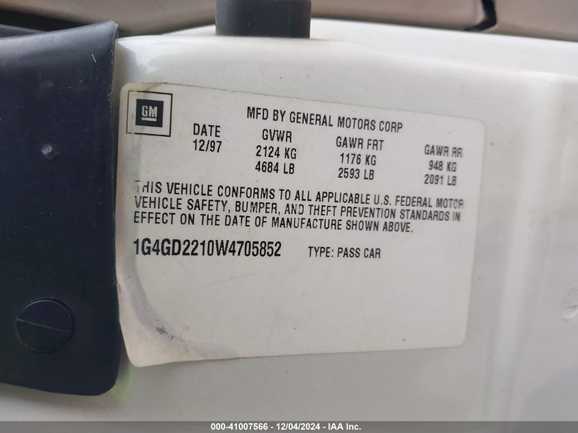 GM
MFD BY GENERAL MOTORS CORP
DATE GVWR GAWR FRT GAWR RR
12/97 2124 KG 1176 KG 948 KG
4684 LB 2593 LB 2091 LB
THIS VEHICLE CONFORMS TO ALL APPLICABLE U.S. FEDERAL MOTOR
VEHICLE SAFETY, BUMPER, AND THEFT PREVENTION STANDARDS IN
EFFECT ON THE DATE OF MANUFACTURE SHOWN ABOVE.
1G4GD2210W4705852 TYPE: PASS CAR
000-41007566 • 12/04/2024 • IAA Inc.